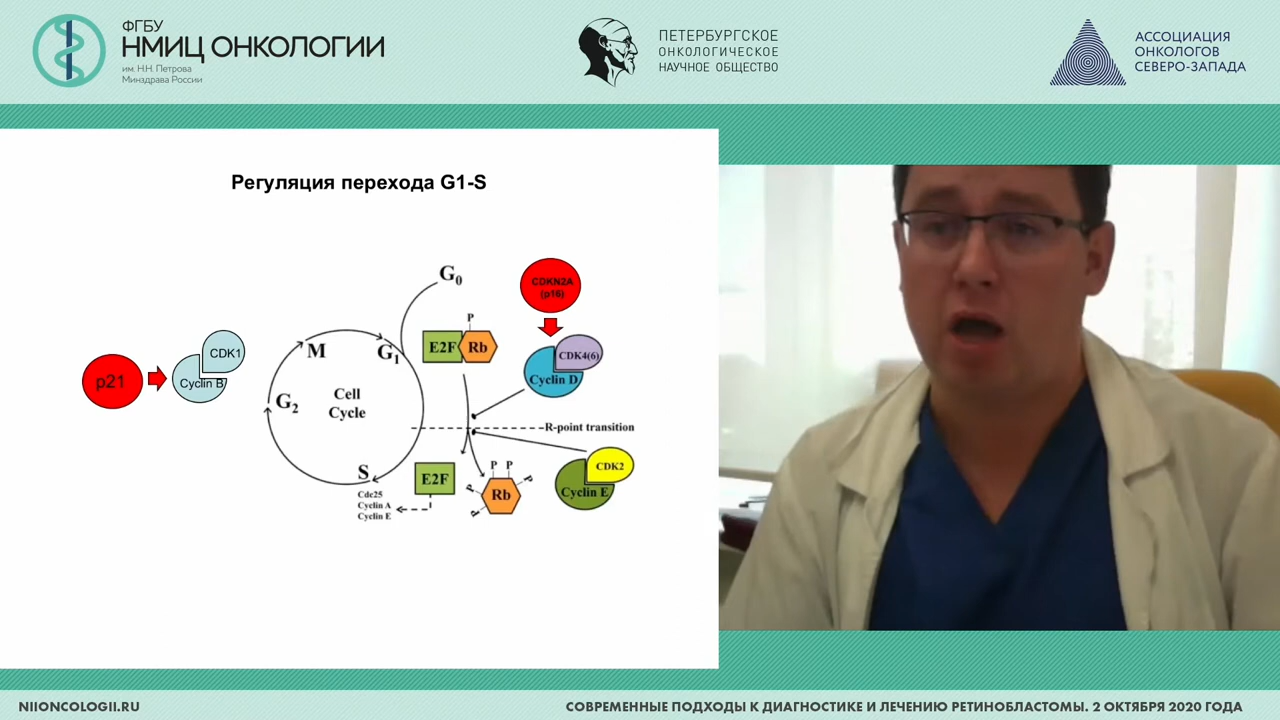 ФГБУ
НМИЦ ОНКОЛОГИИ
им. Н.Н. Петрова
Минздрава России
ПЕТЕРБУРГСКОЕ
ОНКОЛОГИЧЕСКОЕ
НАУЧНОЕ ОБЩЕСТВО
АССОЦИАЦИЯ
ОНКОЛОГОВ
СЕВЕРО-ЗАПАДА
Регуляция перехода G1-S
G0
CDKN2A
(p16)
P
E2F
Rb
CDK4(6)
Cyclin D
CDK1
Cyclin B
p21
M
G1
G2
Cell
Cycle
R-point transition
S
Cdc25
Cyclin A
Cyclin E
E2F
P
P
P
P
P
Rb
CDK2
Cyclin E
NIIONCOLOGII.RU
СОВРЕМЕННЫЕ ПОДХОДЫ К ДИАГНОСТИКЕ И ЛЕЧЕНИЮ РЕТИНОБЛАСТОМЫ. 2 ОКТЯБРЯ 2020 ГОДА